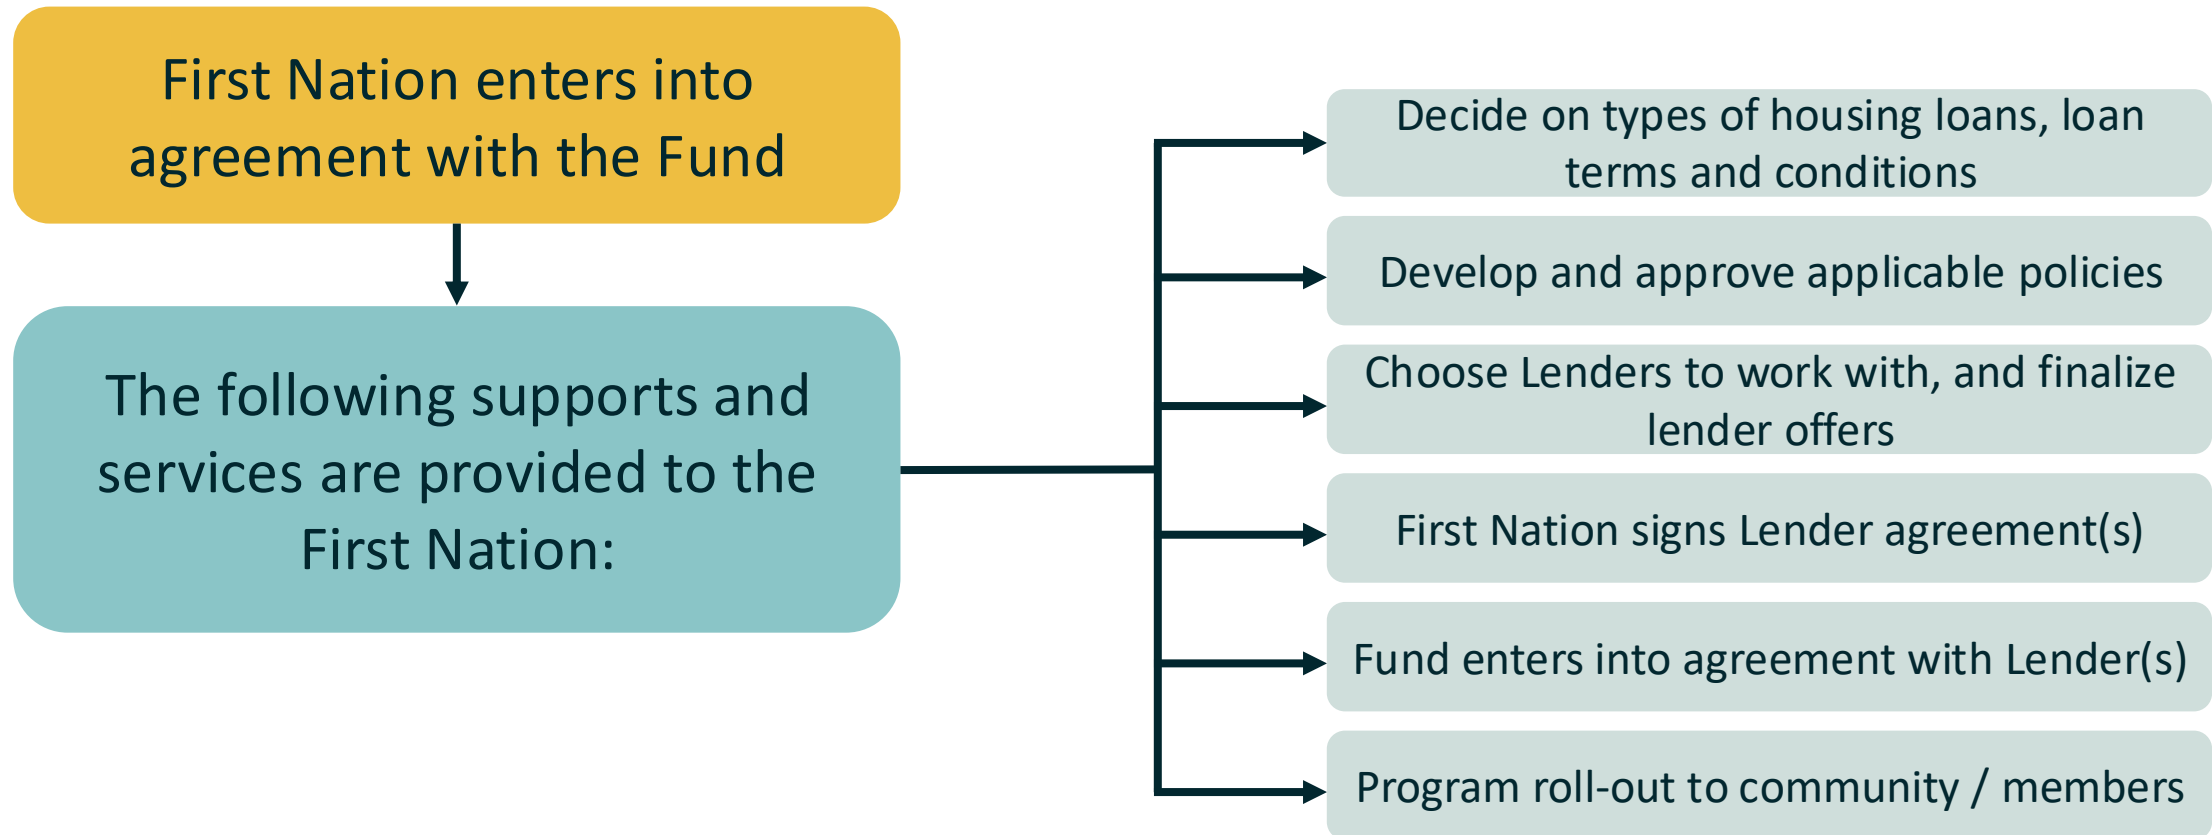 First Nation enters into
agreement with the Fund
The following supports and
services are provided to the
First Nation:
Decide on types of housing loans, loan
terms and conditions
Develop and approve applicable policies
Choose Lenders to work with, and finalize
lender offers
First Nation signs Lender agreement(s)
Fund enters into agreement with Lender(s)
Program roll-out to community / members